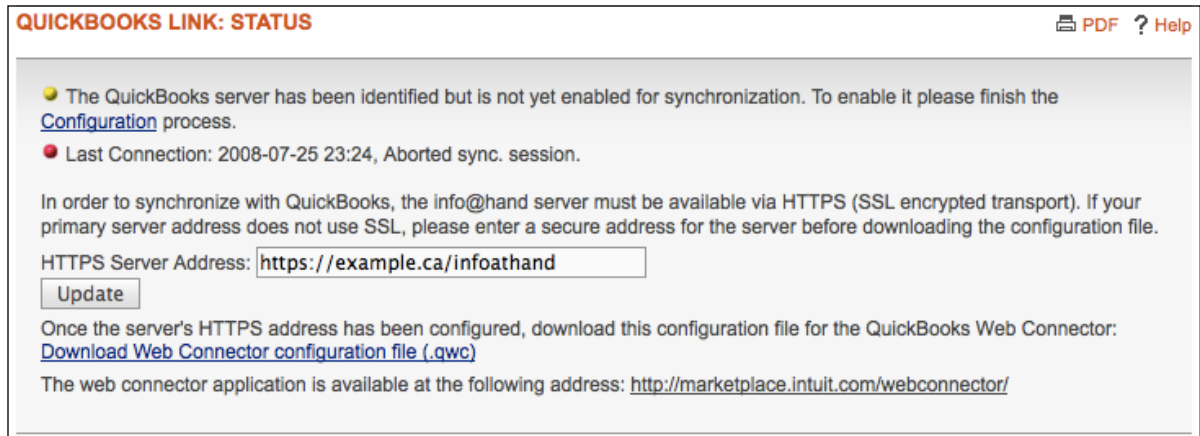 QUICKBOOKS LINK: STATUS
PDF ? Help
The QuickBooks server has been identified but is not yet enabled for synchronization. To enable it please finish the
Configuration process.
Last Connection: 2008-07-25 23:24, Aborted sync. session.
In order to synchronize with QuickBooks, the info@hand server must be available via HTTPS (SSL encrypted transport). If your
primary server address does not use SSL, please enter a secure address for the server before downloading the configuration file.
HTTPS Server Address: https://example.ca/infoathand
Update
Once the server's HTTPS address has been configured, download this configuration file for the QuickBooks Web Connector:
Download Web Connector configuration file (.qwc)
The web connector application is available at the following address: http://marketplace.intuit.com/webconnector/